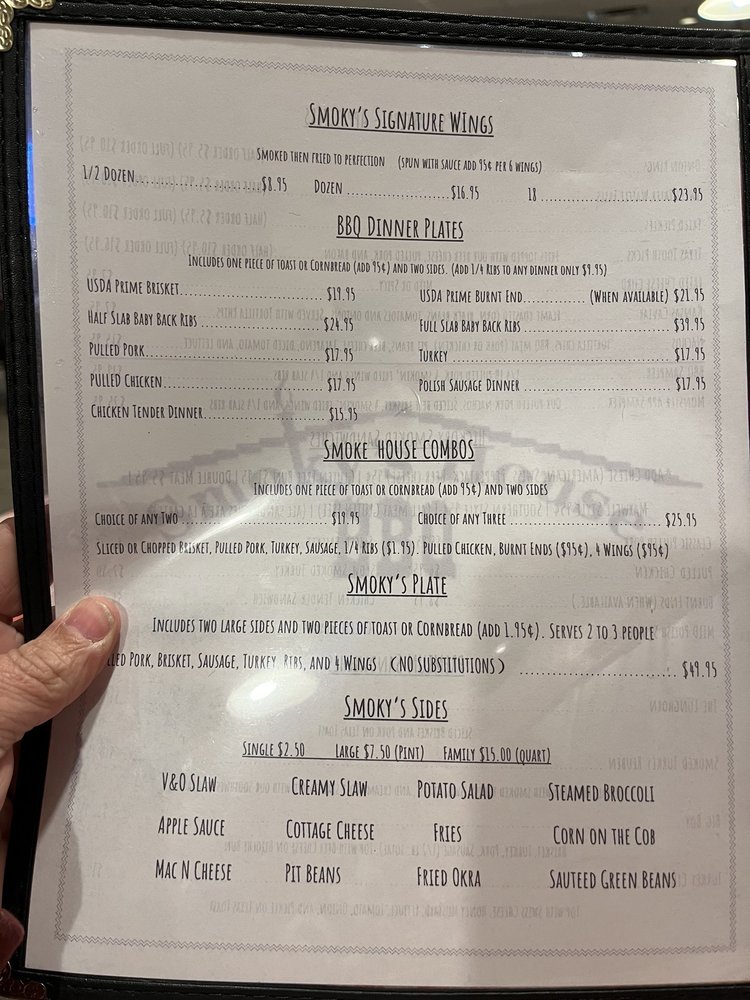 Smoky's Signature Wings
Smoked then fried to perfection (spun with sauce add 95¢ per 6 wings)
1/2 Dozen.......................$8.95 Dozen.......................$16.95 18.......................$23.95
BBQ Dinner Plates
Includes one piece of toast or Cornbread (add 95¢) and two sides. (Add 1/4 ribs to any dinner only $9.95)
USDA Prime Brisket.......................$19.95 USDA Prime Burnt End............ (When available) $21.95
Half Slab Baby Back Ribs.......................$24.95 Full Slab Baby Back Ribs.......................$39.95
Pulled Pork.......................$17.95 Turkey.......................$17.95
Pulled Chicken.......................$17.95 Polish Sausage Dinner.......................$17.95
Chicken Tender Dinner.......................$15.95
Smoke House Combos
Includes one piece of toast or cornbread (add 95¢) and two sides
Choice of any Two.......................$19.95 Choice of any Three.......................$25.95
Sliced or Chopped Brisket, Pulled Pork, Turkey, Sausage, 1/4 Ribs ($1.95). Pulled Chicken, Burnt Ends ($95¢), 4 Wings ($95¢)
Smoky's Plate
Includes two large sides and two pieces of toast or Cornbread (add 1.95¢). Serves 2 to 3 people
lled Pork, Brisket, Sausage, Turkey, Ribs, and 4 Wings (No Substitutions) ....................... $49.95
Smoky's Sides
Single $2.50 Large $7.50 (Pint) Family $15.00 (Quart)
V&O Slaw Creamy Slaw Potato Salad Steamed Broccoli
Apple Sauce Cottage Cheese Fries Corn on the Cob
Mac N Cheese Pit Beans Fried Okra Sauteed Green Beans